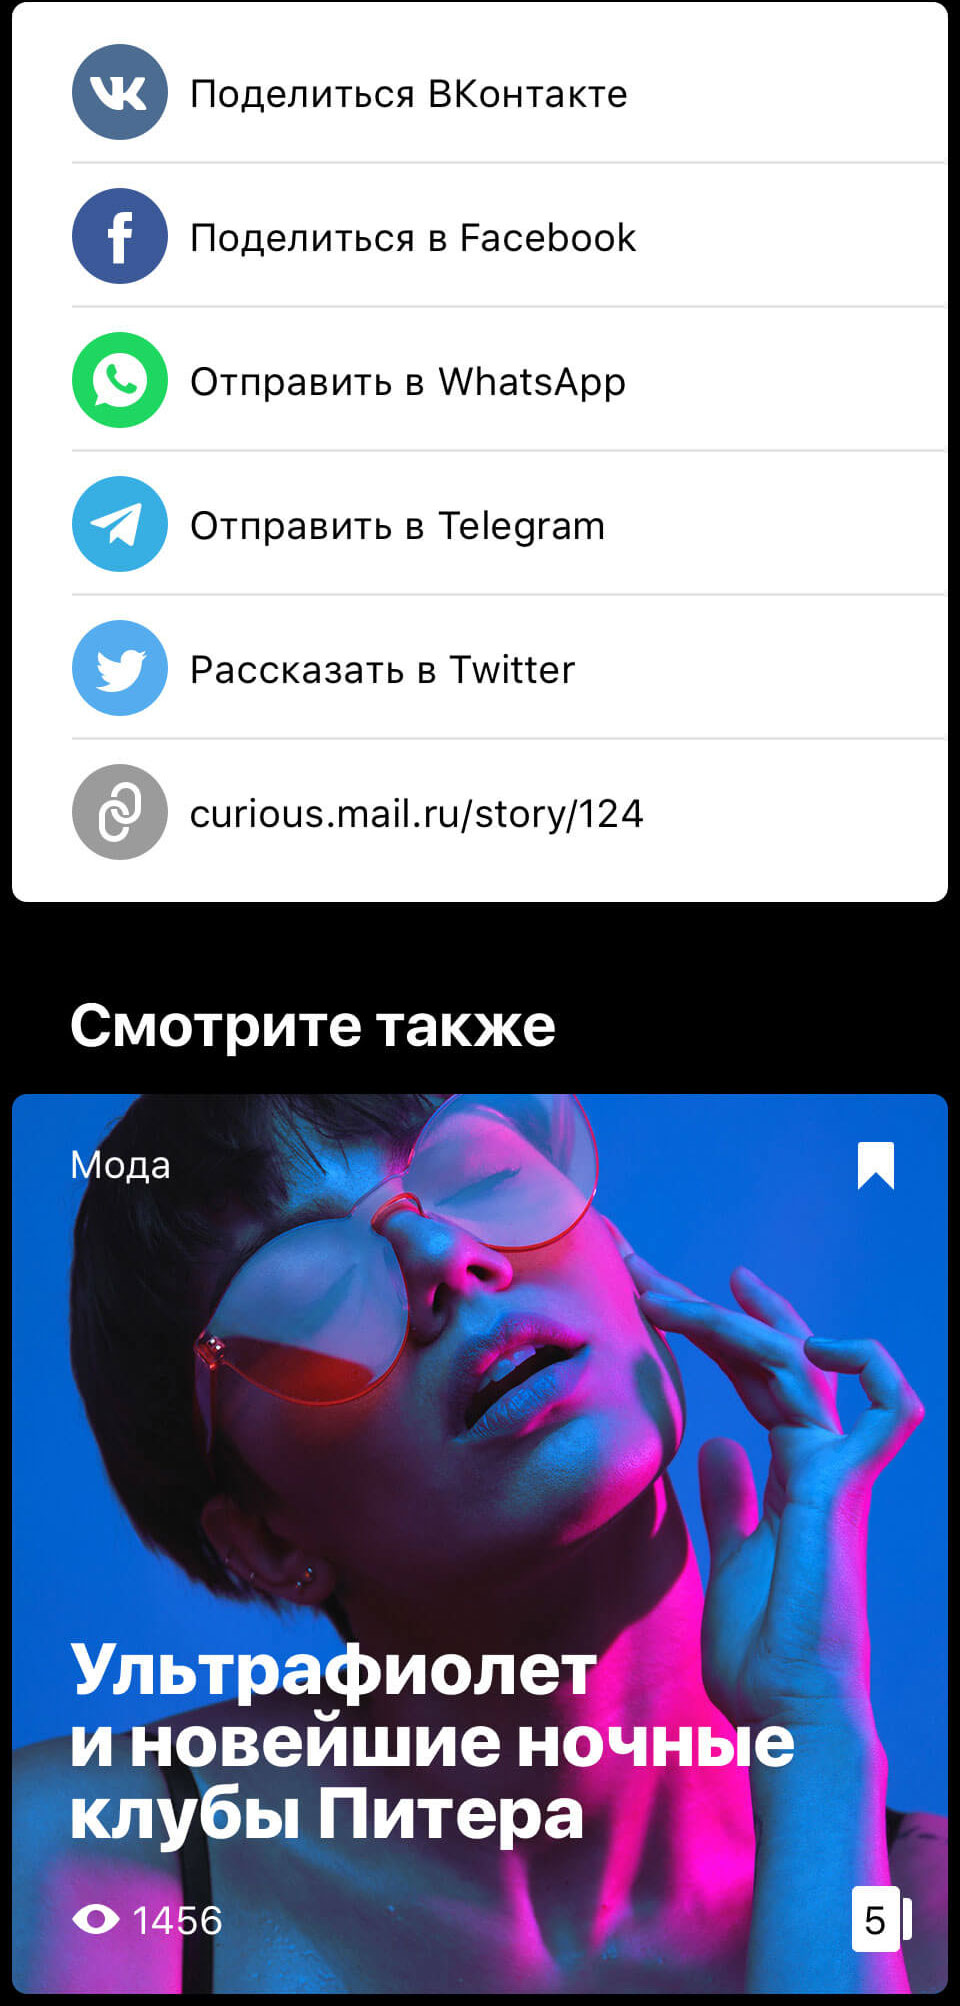 Поделиться ВКонтакте
Поделиться в Facebook
Отправить в WhatsApp
Отправить в Telegram
Рассказать в Twitter
curious.mail.ru/story/124
Смотрите также
Мода
Ультрафиолет
и новейшие ночные
клубы Питера
1456
5